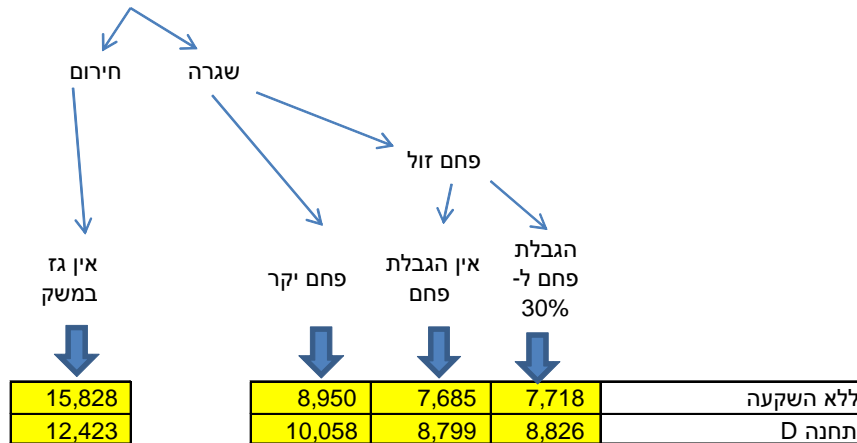 חירום
שגרה
פחם זול
אין גז
במשק
פחם יקר
אין הגבלת
פחם
הגבלת
פחם ל-
30%
15,828 8,950 7,685 7,718 ללא השקעה
12,423 10,058 8,799 8,826 תחנה D